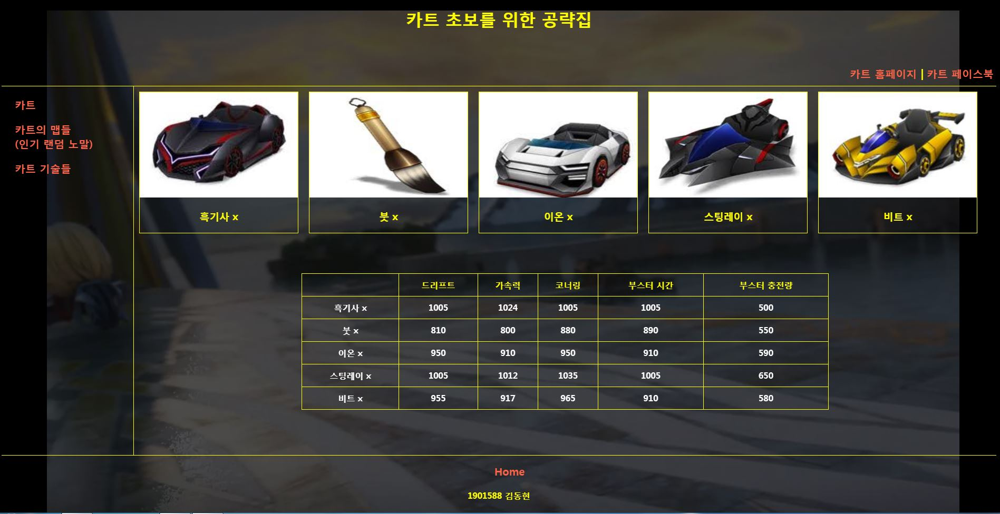 카트 초보를 위한 공략집
카트 홈페이지 | 카트 페이스북
카트
카트의 맵들
(인기 랜덤 노말)
카트 기술들
흑기사 x
붓 x
이온 x
스팅레이 x
비트 x
드리프트 가속력 코너링 부스터 시간 부스터 충전량
흑기사 x 1005 1024 1005 1005 500
붓 x 810 800 880 890 550
이온 x 950 910 950 910 590
스팅레이 x 1005 1012 1035 1005 650
비트 x 955 917 965 910 580
Home
1901588 김동현